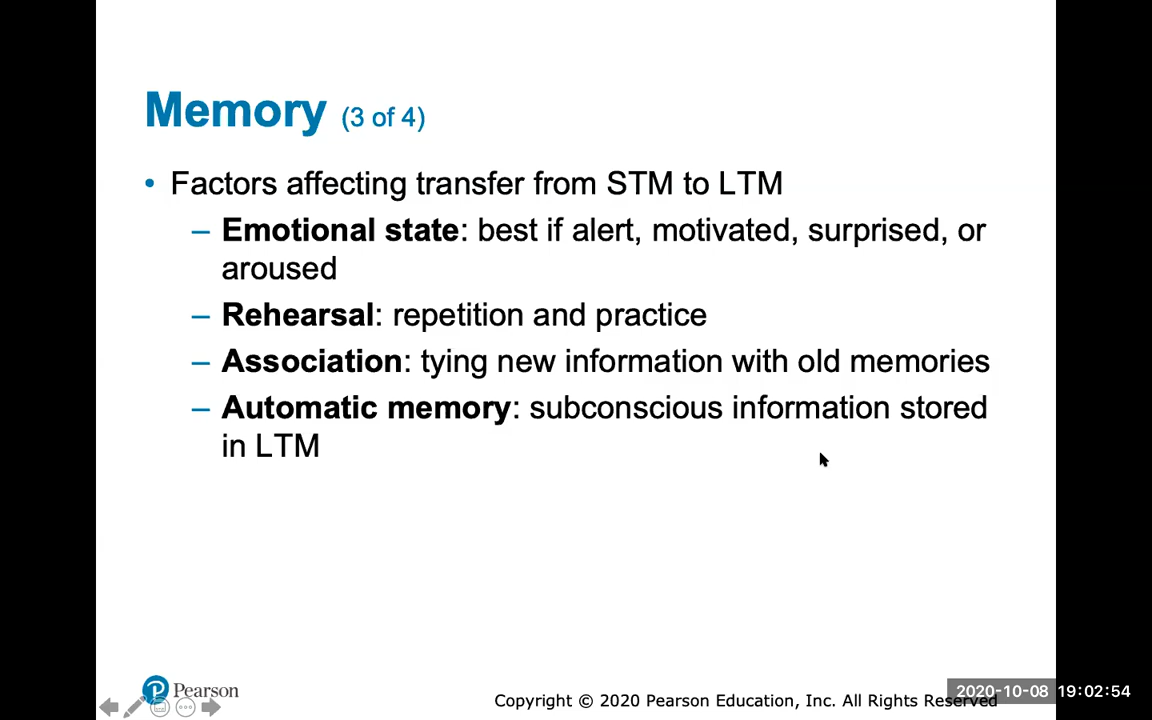 Memory (3 of 4)
• Factors affecting transfer from STM to LTM
– Emotional state: best if alert, motivated, surprised, or
aroused
– Rehearsal: repetition and practice
– Association: tying new information with old memories
– Automatic memory: subconscious information stored
in LTM
Pearson
Copyright © 2020 Pearson Education, Inc. All Rights Reserved
2020-10-08 19:02:54